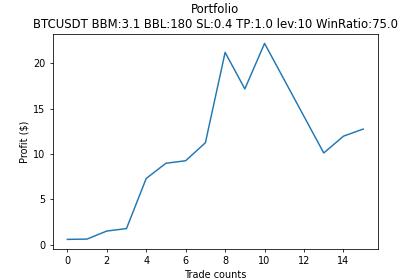 Portfolio
BTCUSDT BBM:3.1 BBL:180 SL:0.4 TP:1.0 lev:10 WinRatio:75.0
20
15
10
5
0
Profit ($)
0 2 4 6 8 10 12 14
Trade counts